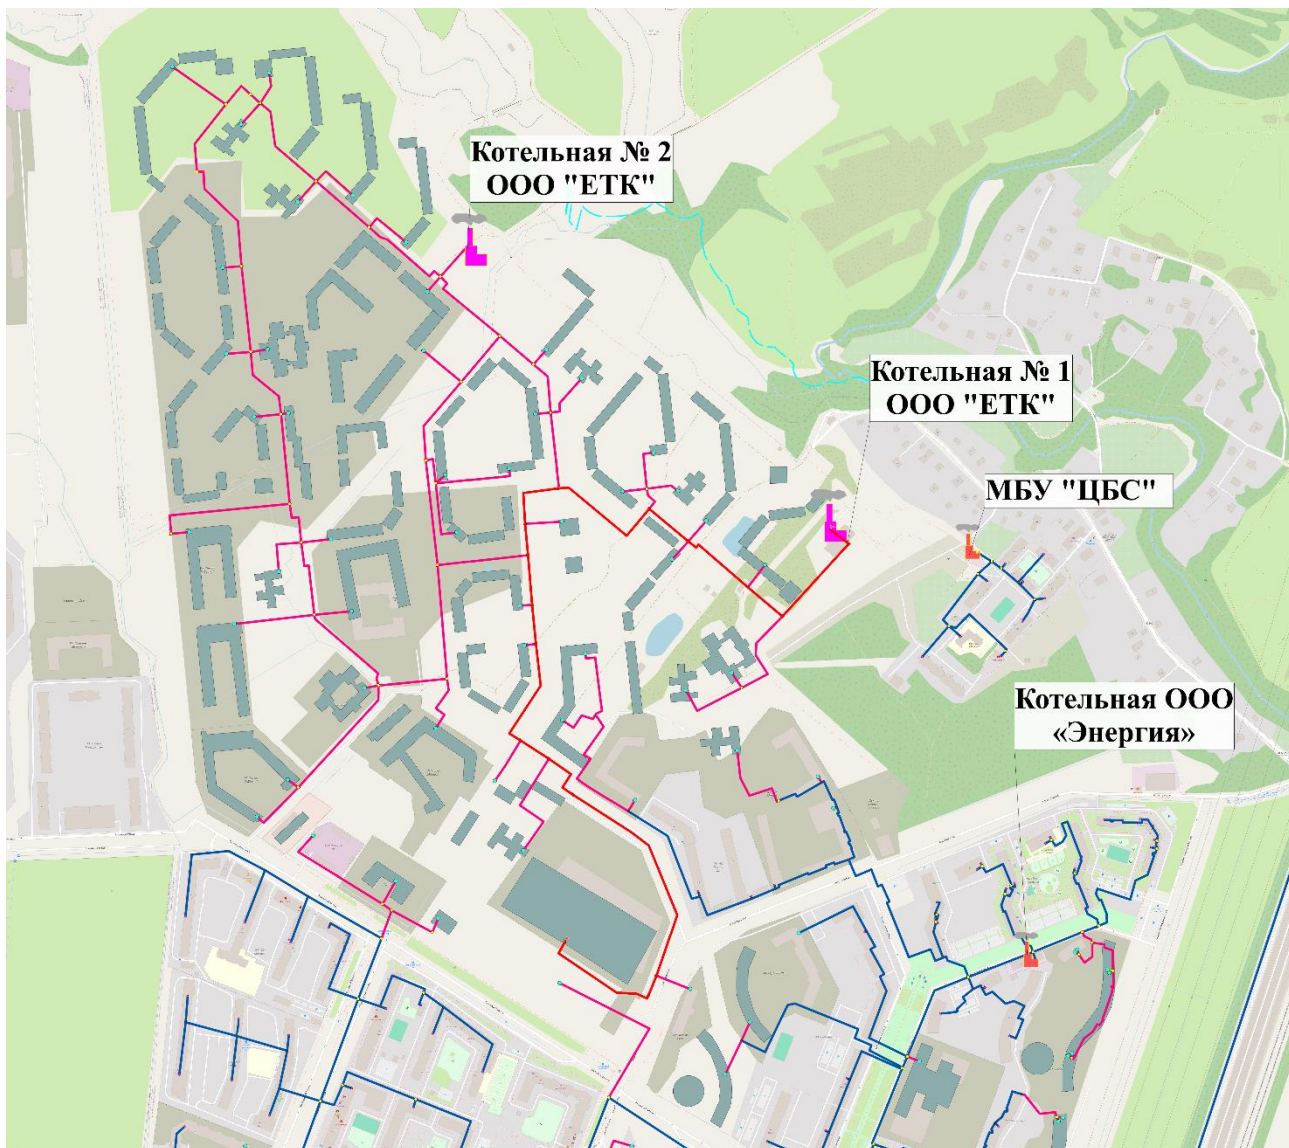 Котельная № 2
ООО "ЕТК"
Котельная № 1
ООО "ЕТК"
МБУ "ЦБС"
Котельная ООО
«Энергия»